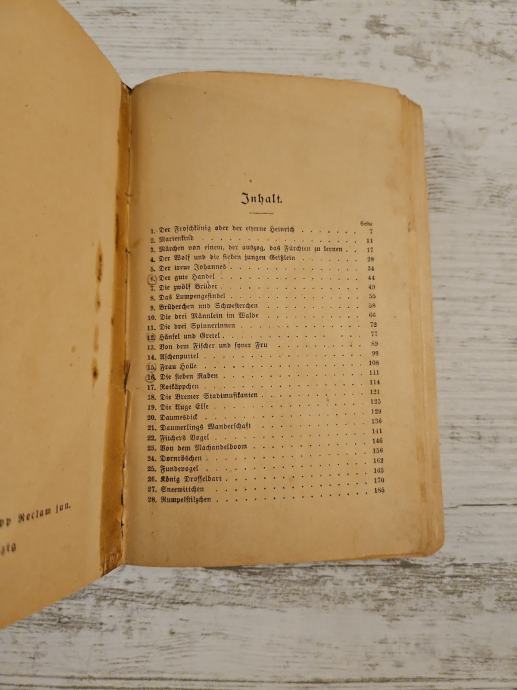 Inhalt.
Seite
1. Der Froschkönig oder der eiserne Heinrich . . . . . . 7
2. Marienkind . . . . . . 11
3. Märchen von einem, der auszog, das Fürchten zu lernen . . 17
4. Der Wolf und die sieben jungen Geißlein . . . . . . 28
5. Der treue Johannes . . . . . . 34
6. Der gute Handel . . . . . . 44
7. Die zwölf Brüder . . . . . . 49
8. Das Lumpengesindel . . . . . . 55
9. Brüderchen und Schwesterchen . . . . . . 58
10. Die drei Männlein im Walde . . . . . . 66
11. Die drei Spinnerinnen . . . . . . 72
12. Hänsel und Gretel . . . . . . 77
13. Von dem Fischer und syner Fru . . . . . . 89
14. Aschenputtel . . . . . . 99
15. Frau Holle . . . . . . 108
16. Die sieben Raben . . . . . . 111
17. Rotkäppchen . . . . . . 114
18. Die Bremer Stadtmusikanten . . . . . . 121
19. Die kluge Else . . . . . . 125
20. Daumesdick . . . . . . 129
21. Daumerlings Wanderschaft . . . . . . 136
22. Fitchers Vogel . . . . . . 141
23. Von dem Machandelboom . . . . . . 146
24. Dornröschen . . . . . . 156
25. Fundevogel . . . . . . 162
26. König Drosselbart . . . . . . 165
27. Sneewittchen . . . . . . 170
28. Rumpelstilzchen . . . . . . 185
Reclam jun.